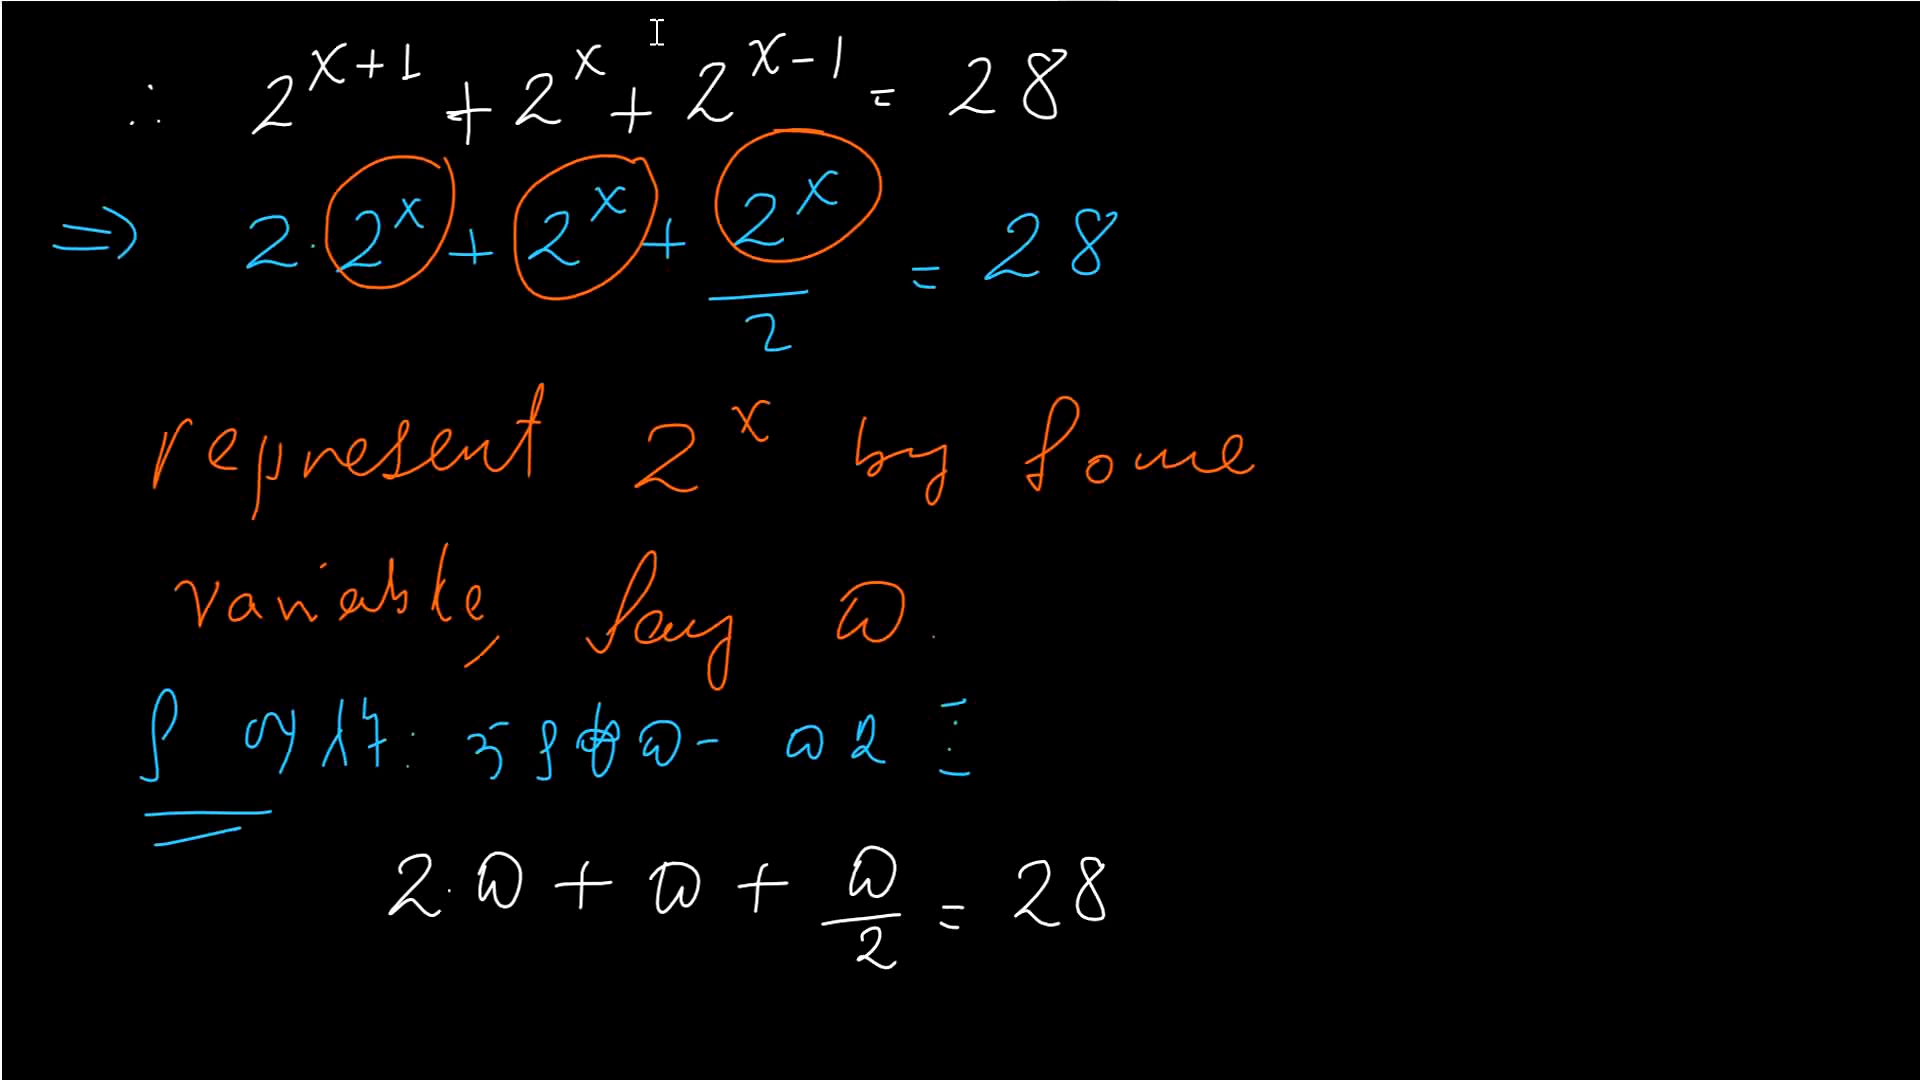 ∴ 2^{x+1} + 2^x + 2^{x-1} = 28
⇒ 2·2^x + 2^x + 2^x/2 = 28
represent 2^x by some
variable, say ω.
2·ω + ω + ω/2 = 28